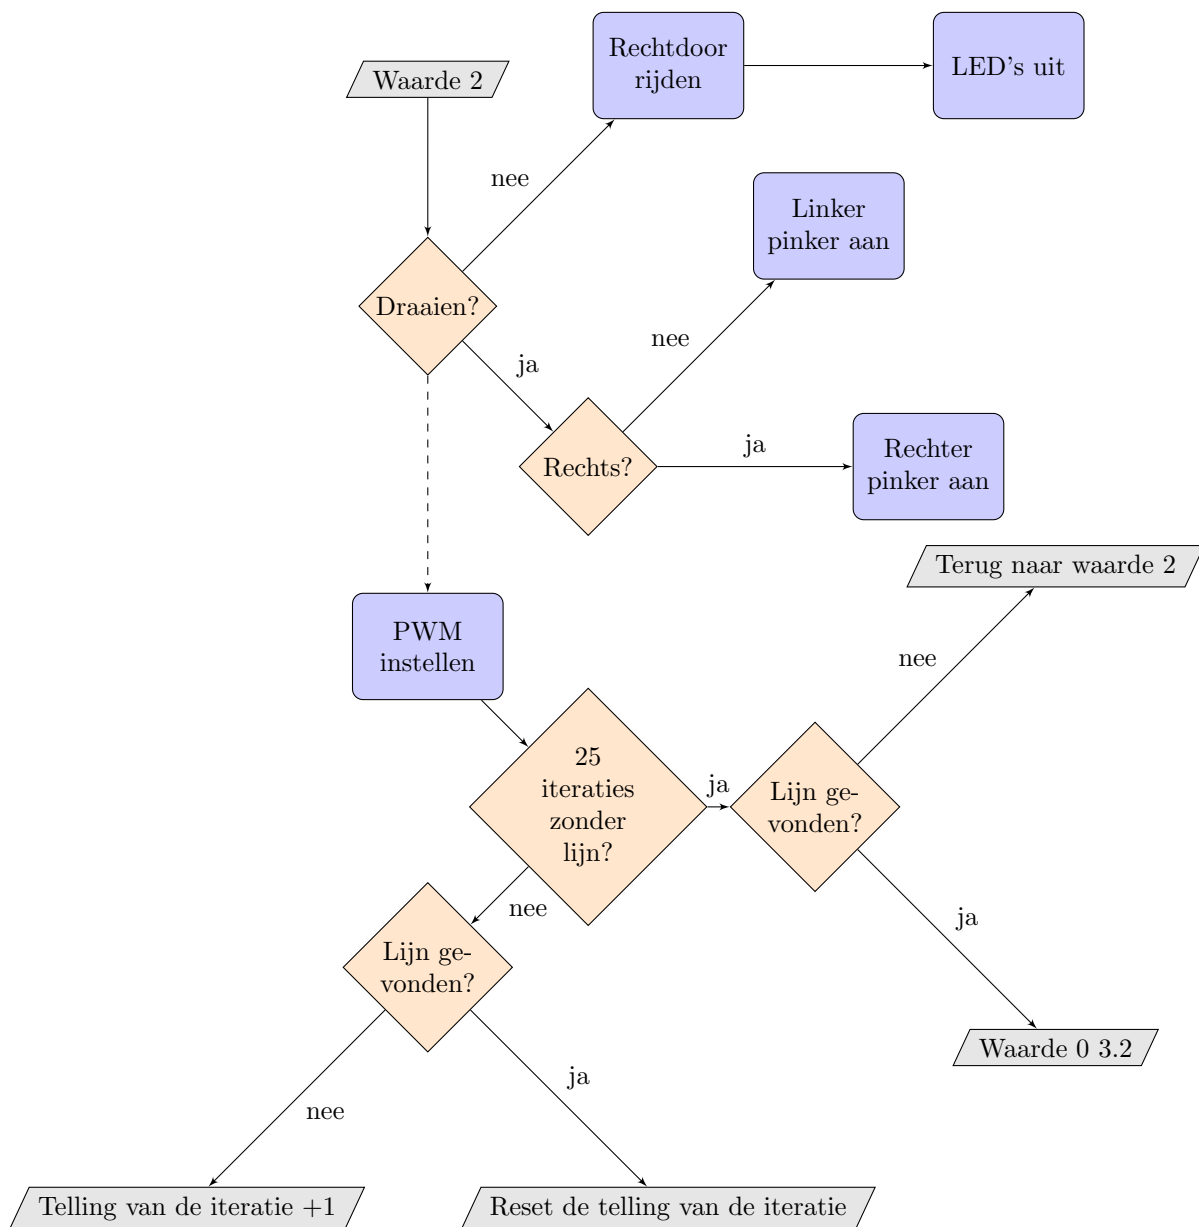 Rechtdoor
rijden
LED's uit
Waarde 2
nee
Linker
pinker aan
Draaien?
nee
ja
Rechts?
ja
Rechter
pinker aan
Terug naar waarde 2
PWM
instellen
nee
25
iteraties
zonder
lijn?
ja
Lijn ge-
vonden?
nee
ja
Lijn ge-
vonden?
Waarde 0 3.2
ja
nee
Telling van de iteratie +1
Reset de telling van de iteratie